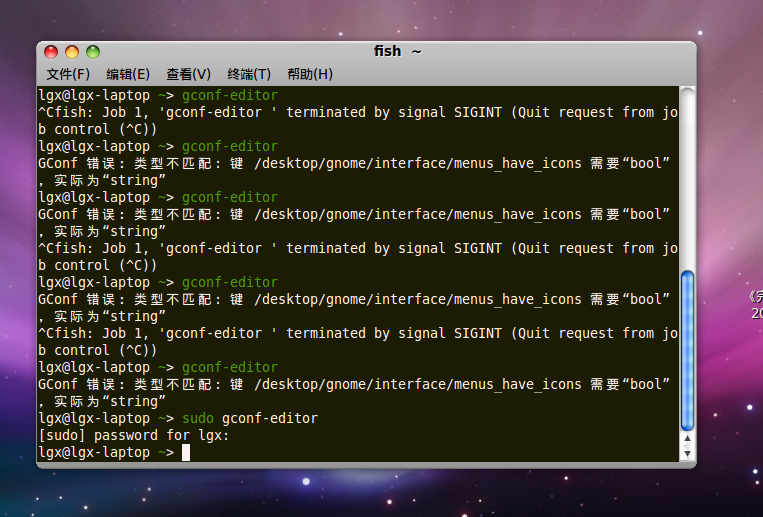 fish ~
文件(F) 编辑(E) 查看(V) 终端(T) 帮助(H)
lgx@lgx-laptop ~> gconf-editor
^Cfish: Job 1, 'gconf-editor ' terminated by signal SIGINT (Quit request from jo
b control (^C))
lgx@lgx-laptop ~> gconf-editor
GConf 错误：类型不匹配：键 /desktop/gnome/interface/menus_have_icons 需要“bool”
，实际为“string”
lgx@lgx-laptop ~> gconf-editor
GConf 错误：类型不匹配：键 /desktop/gnome/interface/menus_have_icons 需要“bool”
，实际为“string”
^Cfish: Job 1, 'gconf-editor ' terminated by signal SIGINT (Quit request from jo
b control (^C))
lgx@lgx-laptop ~> gconf-editor
GConf 错误：类型不匹配：键 /desktop/gnome/interface/menus_have_icons 需要“bool”
，实际为“string”
^Cfish: Job 1, 'gconf-editor ' terminated by signal SIGINT (Quit request from jo
b control (^C))
lgx@lgx-laptop ~> gconf-editor
GConf 错误：类型不匹配：键 /desktop/gnome/interface/menus_have_icons 需要“bool”
，实际为“string”
lgx@lgx-laptop ~> sudo gconf-editor
[sudo] password for lgx:
lgx@lgx-laptop ~>
20